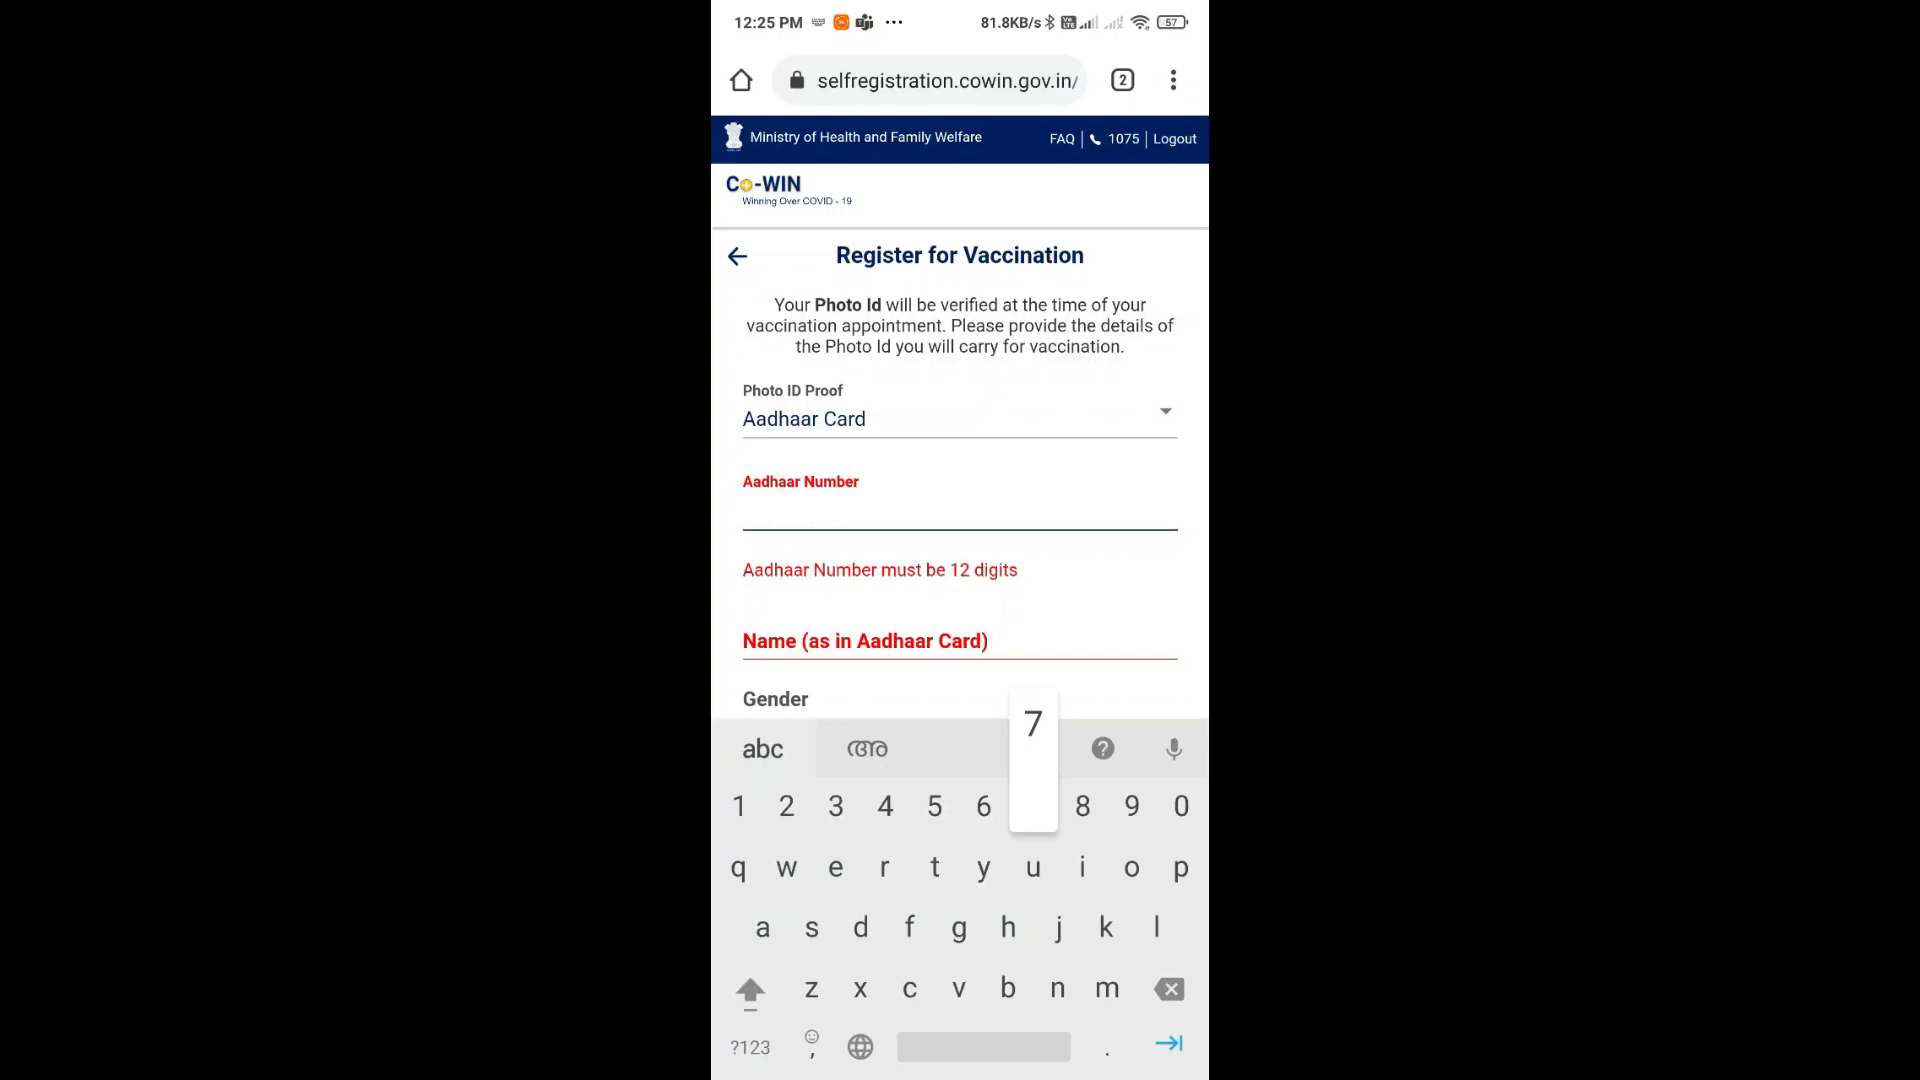 12:25 PM ... 81.8KB/s Vo LTE 57
selfregistration.cowin.gov.in/ 2
Ministry of Health and Family Welfare FAQ | 1075 | Logout
Co-WIN
Winning Over COVID - 19
Register for Vaccination
Your Photo Id will be verified at the time of your
vaccination appointment. Please provide the details of
the Photo Id you will carry for vaccination.
Photo ID Proof
Aadhaar Card
Aadhaar Number
Aadhaar Number must be 12 digits
Name (as in Aadhaar Card)
Gender
7
abc അ ?
1 2 3 4 5 6 8 9 0
q w e r t y u i o p
a s d f g h j k l
z x c v b n m
?123 , .